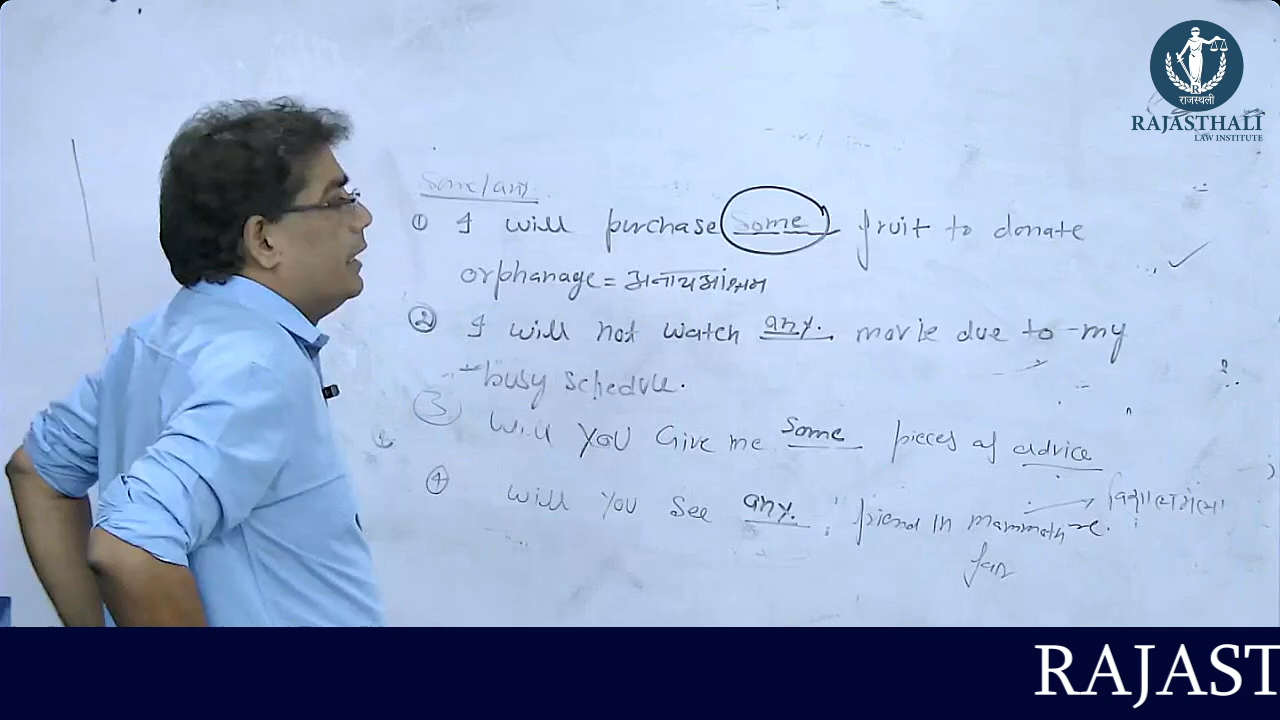 राजस्थली
RAJASTHALI
LAW INSTITUTE
Some/any.
① I will purchase Some fruit to donate
orphanage = अनाथआश्रम
② I will not watch any. movie due to my
busy schedule.
③ Will you Give me some pieces of advice
④ Will you see any. friend in mammoth
fair
RAJAST